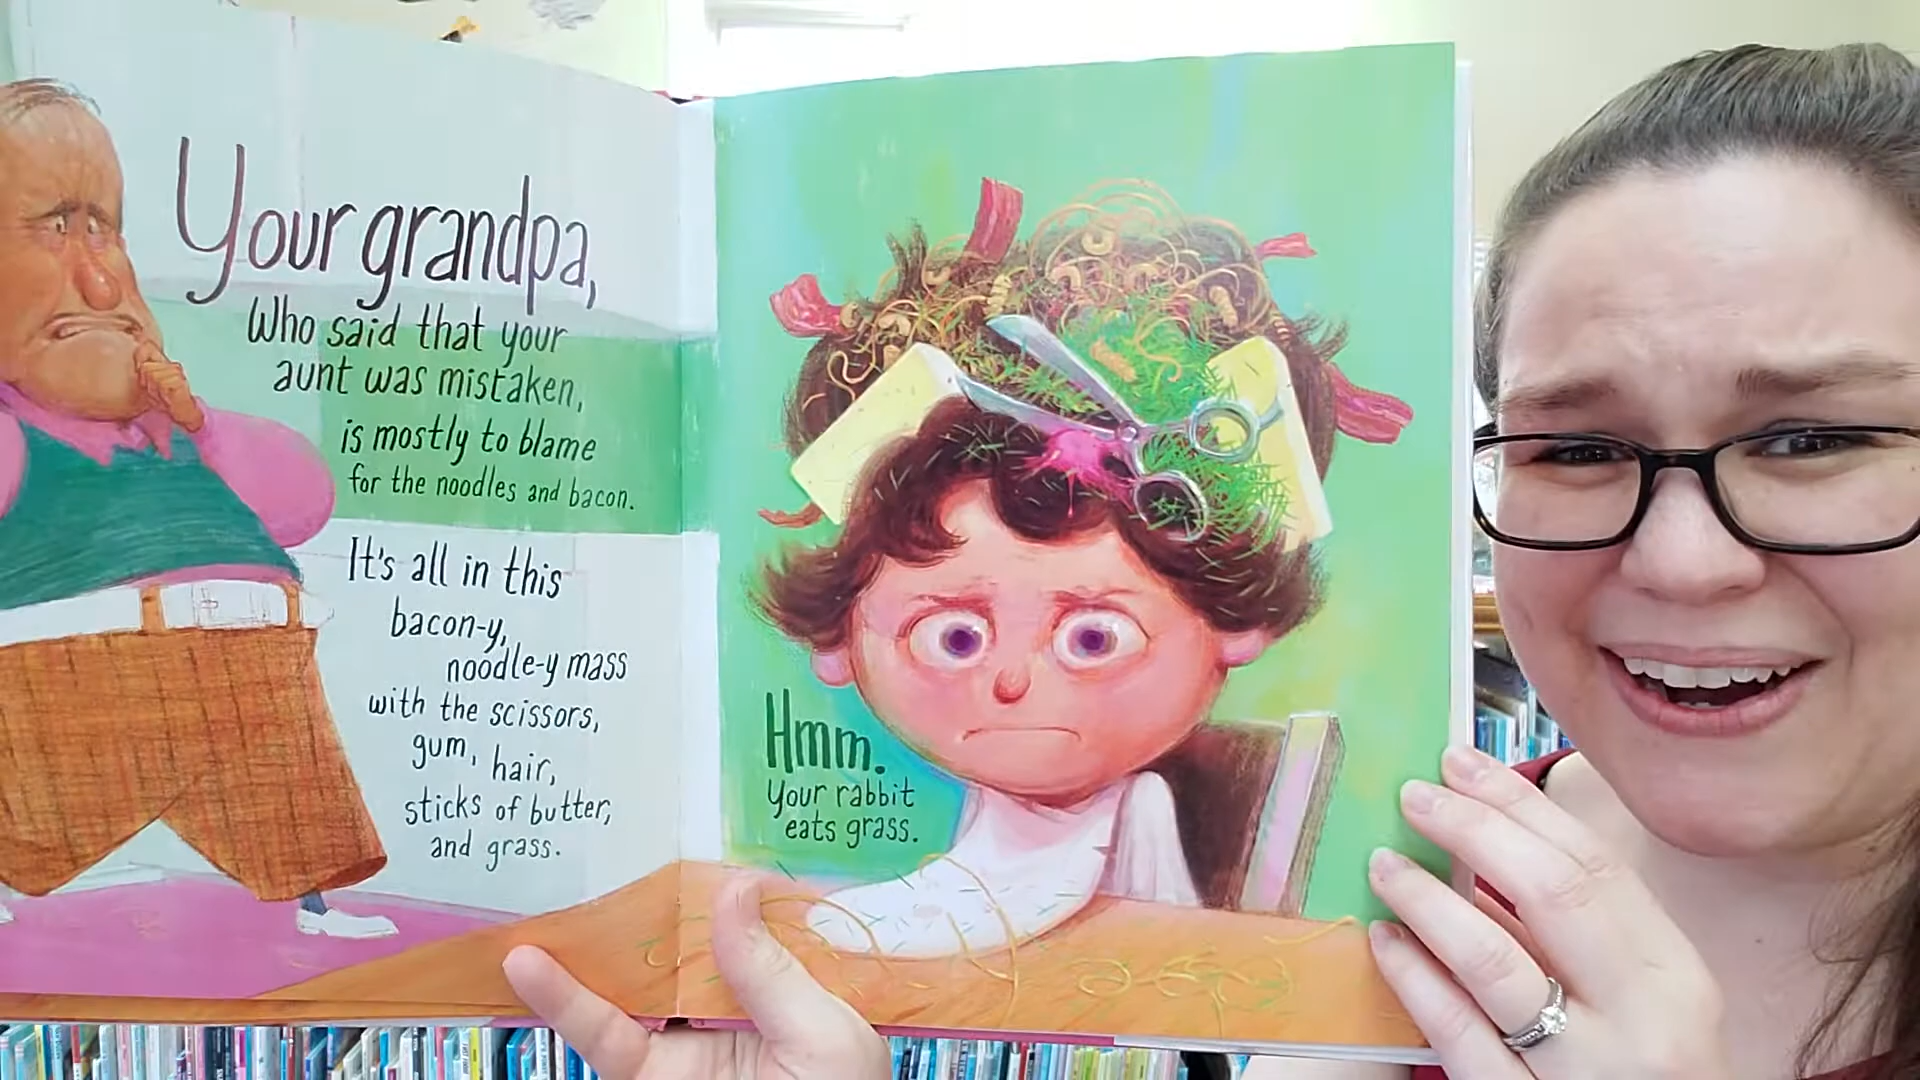 Your grandpa,
Who said that your
aunt was mistaken,
is mostly to blame
for the noodles and bacon.
It's all in this
bacon-y,
noodle-y mass
with the scissors,
gum, hair,
sticks of butter,
and grass.
Hmm.
Your rabbit
eats grass.